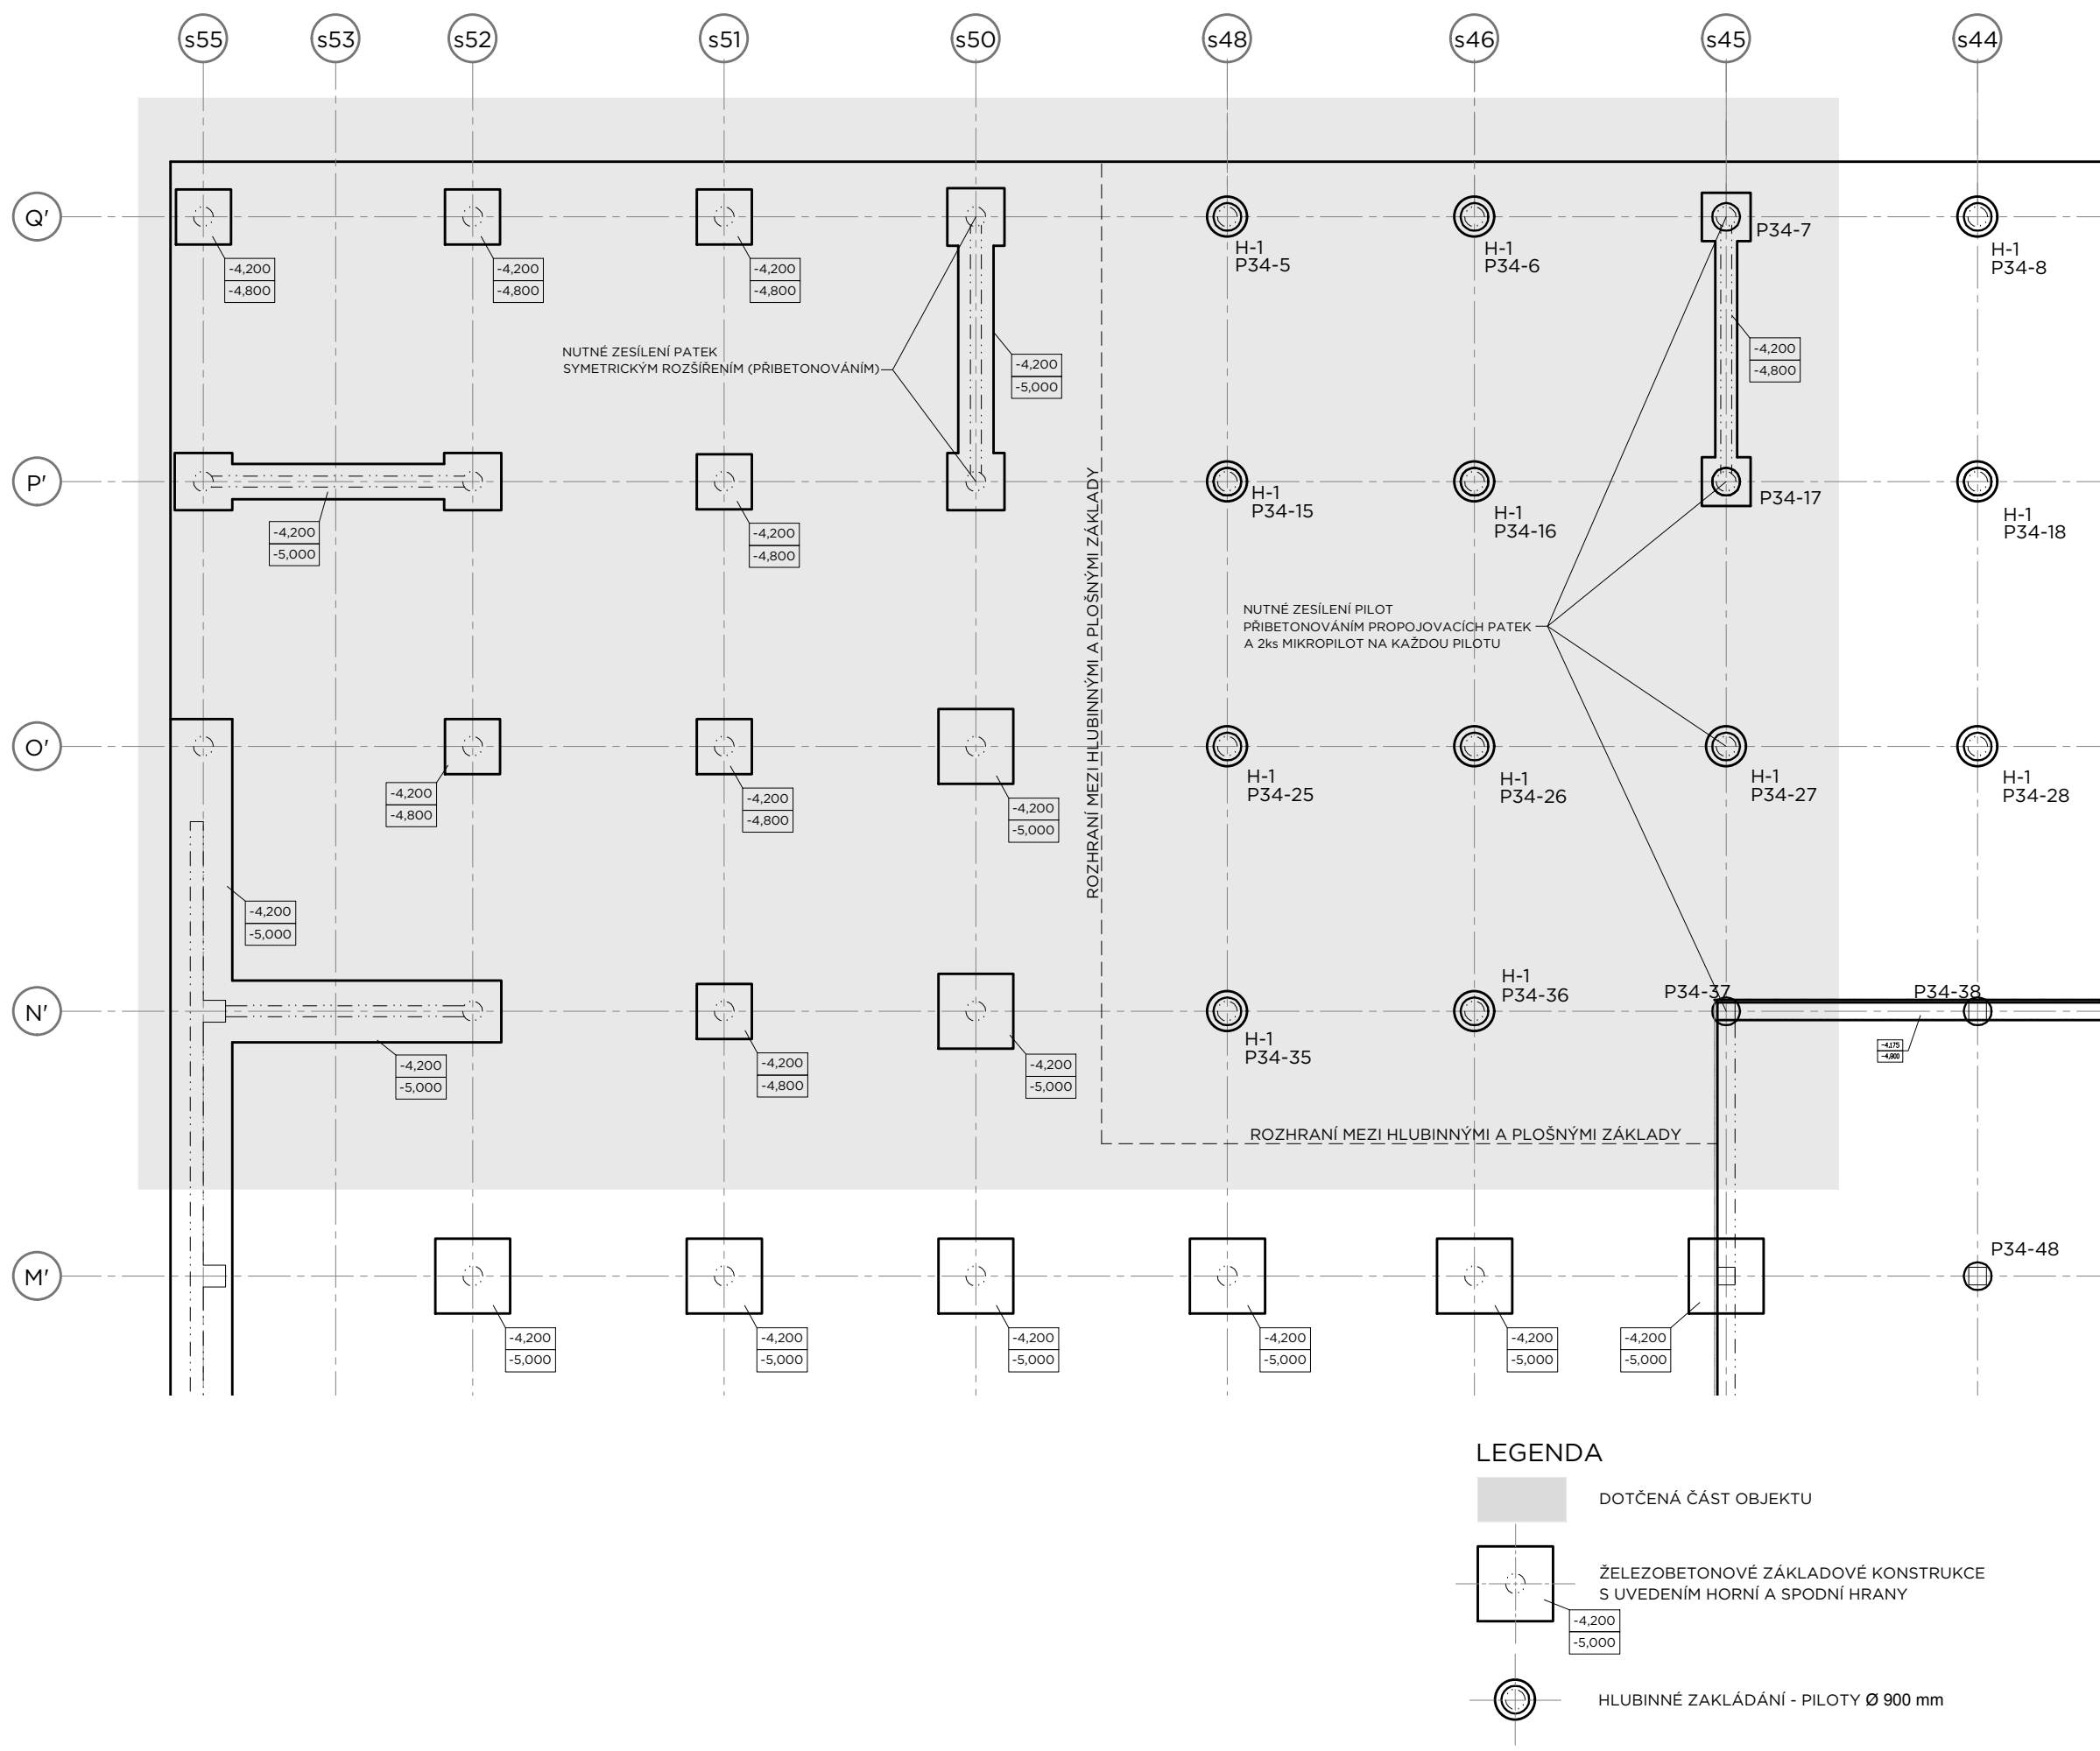 s55 s53 s52 s51 s50 s48 s46 s45 s44
Q'
P34-7
H-1
P34-5
H-1
P34-6
H-1
P34-8
-4,200
-4,800
-4,200
-4,800
-4,200
-4,800
NUTNÉ ZESÍLENÍ PATEK
SYMETRICKÝM ROZŠÍŘENÍM (PŘIBETONOVÁNÍM)
-4,200
-5,000
-4,200
-4,800
P'
H-1
P34-15
H-1
P34-16
P34-17
H-1
P34-18
-4,200
-5,000
-4,200
-4,800
ROZHRANÍ MEZI HLUBINNÝMI A PLOŠNÝMI ZÁKLADY
NUTNÉ ZESÍLENÍ PILOT
PŘIBETONOVÁNÍM PROPOJOVACÍCH PATEK
A 2ks MIKROPILOT NA KAŽDOU PILOTU
O'
H-1
P34-25
H-1
P34-26
H-1
P34-27
H-1
P34-28
-4,200
-4,800
-4,200
-4,800
-4,200
-5,000
-4,200
-5,000
N'
H-1
P34-36
P34-37
P34-38
H-1
P34-35
-4,175
-4,800
-4,200
-5,000
-4,200
-4,800
-4,200
-5,000
ROZHRANÍ MEZI HLUBINNÝMI A PLOŠNÝMI ZÁKLADY
M'
P34-48
-4,200
-5,000
-4,200
-5,000
-4,200
-5,000
-4,200
-5,000
-4,200
-5,000
-4,200
-5,000
LEGENDA
DOTČENÁ ČÁST OBJEKTU
ŽELEZOBETONOVÉ ZÁKLADOVÉ KONSTRUKCE
S UVEDENÍM HORNÍ A SPODNÍ HRANY
-4,200
-5,000
HLUBINNÉ ZAKLÁDÁNÍ - PILOTY Ø 900 mm